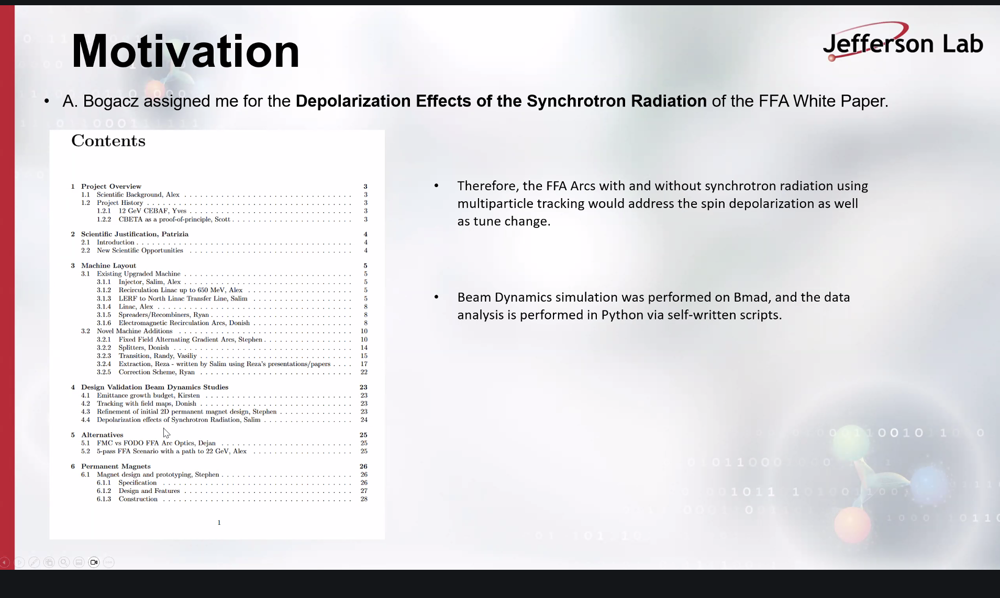 Motivation
Jefferson Lab
• A. Bogacz assigned me for the Depolarization Effects of the Synchrotron Radiation of the FFA White Paper.
Contents
1 Project Overview 3
1.1 Scientific Background, Alex 3
1.2 Project History 3
1.2.1 12 GeV CEBAF, Yves 3
1.2.2 CBETA as a proof-of-principle, Scott 3
2 Scientific Justification, Patrizia 4
2.1 Introduction 4
2.2 New Scientific Opportunities 4
3 Machine Layout 5
3.1 Existing Upgraded Machine 5
3.1.1 Injector, Salim, Alex 5
3.1.2 Recirculation Linac up to 650 MeV, Alex 5
3.1.3 LERF to North Linac Transfer Line, Salim 5
3.1.4 Linac, Alex 8
3.1.5 Spreaders/Recombiners, Ryan 8
3.1.6 Electromagnetic Recirculation Arcs, Donish 8
3.2 Novel Machine Additions 10
3.2.1 Fixed Field Alternating Gradient Arcs, Stephen 10
3.2.2 Splitters, Donish 14
3.2.3 Transition, Randy, Vasiliy 15
3.2.4 Extraction, Reza - written by Salim using Reza's presentations/papers 17
3.2.5 Correction Scheme, Ryan 22
4 Design Validation Beam Dynamics Studies 23
4.1 Emittance growth budget, Kirsten 23
4.2 Tracking with field maps, Donish 23
4.3 Refinement of initial 2D permanent magnet design, Stephen 23
4.4 Depolarization effects of Synchrotron Radiation, Salim 24
5 Alternatives 25
5.1 FMC vs FODO FFA Arc Optics, Dejan 25
5.2 5-pass FFA Scenario with a path to 22 GeV, Alex 25
6 Permanent Magnets 26
6.1 Magnet design and prototyping, Stephen 26
6.1.1 Specification 26
6.1.2 Design and Features 27
6.1.3 Construction 28
1
• Therefore, the FFA Arcs with and without synchrotron radiation using
multiparticle tracking would address the spin depolarization as well
as tune change.
• Beam Dynamics simulation was performed on Bmad, and the data
analysis is performed in Python via self-written scripts.